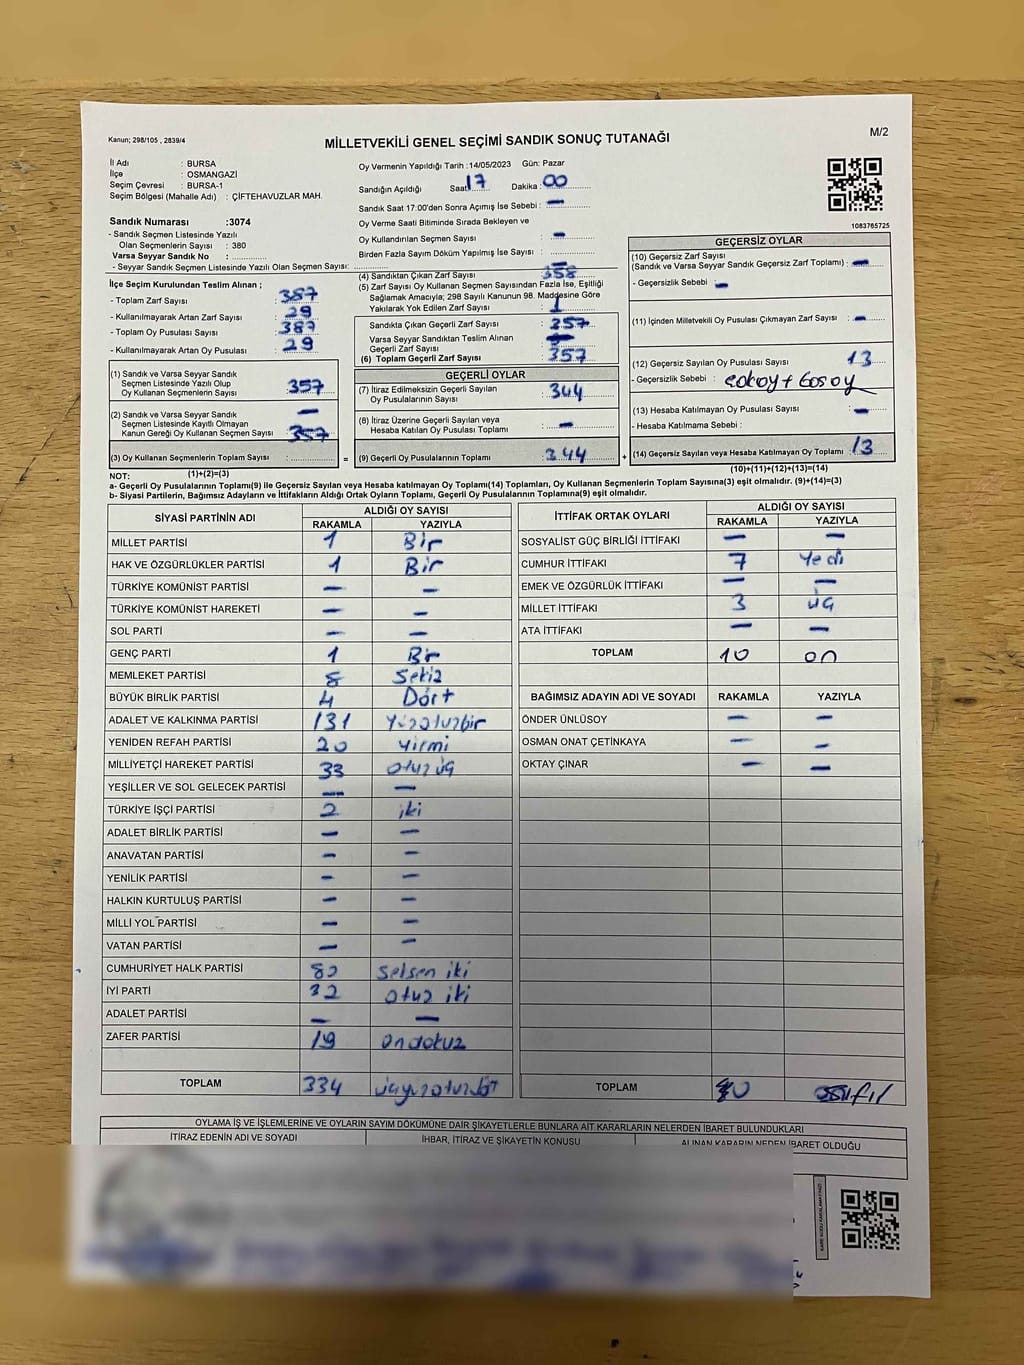 Kanun; 298/105 , 2839/4
MİLLETVEKİLİ GENEL SEÇİMİ SANDIK SONUÇ TUTANAĞI
M/2
İl Adı : BURSA
İlçe : OSMANGAZİ
Seçim Çevresi : BURSA-1
Seçim Bölgesi (Mahalle Adı) : ÇİFTEHAVUZLAR MAH.
Sandık Numarası :3074
- Sandık Seçmen Listesinde Yazılı
Olan Seçmenlerin Sayısı : 380
Varsa Seyyar Sandık No :
- Seyyar Sandık Seçmen Listesinde Yazılı Olan Seçmen Sayısı:
Oy Vermenin Yapıldığı Tarih :14/05/2023 Gün: Pazar
Sandığın Açıldığı Saat 17 Dakika : 00
Sandık Saat 17:00'den Sonra Açımış İse Sebebi : —
Oy Verme Saati Bitiminde Sırada Bekleyen ve
Oy Kullandırılan Seçmen Sayısı : —
Birden Fazla Sayım Döküm Yapılmış İse Sayısı : —
1083765725
İlçe Seçim Kurulundan Teslim Alınan ;
- Toplam Zarf Sayısı : 387
- Kullanılmayarak Artan Zarf Sayısı : 29
- Toplom Oy Pusulası Sayısı : 387
- Kullanılmayarak Artan Oy Pusulası : 29
(4) Sandıktan Çıkan Zarf Sayısı : 358
(5) Zarf Sayısı Oy Kullanan Seçmen Sayısından Fazla İse, Eşitliği
Sağlamak Amacıyla; 298 Sayılı Kanunun 98. Maddesine Göre
Yakılarak Yok Edilen Zarf Sayısı : 1
Sandıkta Çıkan Geçerli Zarf Sayısı : 357
Varsa Seyyar Sandıktan Teslim Alınan
Geçerli Zarf Sayısı : —
(6) Toplam Geçerli Zarf Sayısı : 357
GEÇERSİZ OYLAR
(10) Geçersiz Zarf Sayısı
(Sandık ve Varsa Seyyar Sandık Geçersiz Zarf Toplamı) : —
- Geçersizlik Sebebi : —
(11) İçinden Milletvekili Oy Pusulası Çıkmayan Zarf Sayısı : —
(12) Geçersiz Sayılan Oy Pusulası Sayısı : 13
- Geçersizlik Sebebi :
(13) Hesaba Katılmayan Oy Pusulası Sayısı : —
- Hesaba Katılmama Sebebi :
(14) Geçersiz Sayılan veya Hesaba Katılmayan Oy Toplamı : 13
(10)+(11)+(12)+(13)=(14)
(1) Sandık ve Varsa Seyyar Sandık
Seçmen Listesinde Yazılı Olup
Oy Kullanan Seçmenlerin Sayısı : 357
(2) Sandık ve Varsa Seyyar Sandık
Seçmen Listesinde Kayıtlı Olmayan
Kanun Gereği Oy Kullanan Seçmen Sayısı : —
(3) Oy Kullanan Seçmenlerin Toplam Sayısı : 357
(1)+(2)=(3)
GEÇERLİ OYLAR
(7) İtiraz Edilmeksizin Geçerli Sayılan
Oy Pusulalarının Sayısı : 344
(8) İtiraz Üzerine Geçerli Sayılan veya
Hesaba Katılan Oy Pusulası Toplamı : —
= (9) Geçerli Oy Pusulalarının Toplamı : 344 +
NOT:
a- Geçerli Oy Pusulalarının Toplamı(9) ile Geçersiz Sayılan veya Hesaba katılmayan Oy Toplamı(14) Toplamları, Oy Kullanan Seçmenlerin Toplam Sayısına(3) eşit olmalıdır. (9)+(14)=(3)
b- Siyasi Partilerin, Bağımsız Adayların ve İttifakların Aldığı Ortak Oyların Toplamı, Geçerli Oy Pusulalarının Toplamına(9) eşit olmalıdır.
SİYASİ PARTİNİN ADI ALDIĞI OY SAYISI
RAKAMLA YAZIYLA
MİLLET PARTİSİ 1 Bir
HAK VE ÖZGÜRLÜKLER PARTİSİ 1 Bir
TÜRKİYE KOMÜNİST PARTİSİ — —
TÜRKİYE KOMÜNİST HAREKETİ — —
SOL PARTİ — —
GENÇ PARTİ 1 Bir
MEMLEKET PARTİSİ 8 Sekiz
BÜYÜK BİRLİK PARTİSİ 4 Dört
ADALET VE KALKINMA PARTİSİ 131 Yüzotuzbir
YENİDEN REFAH PARTİSİ 20 Yirmi
MİLLİYETÇİ HAREKET PARTİSİ 33 otuz üç
YEŞİLLER VE SOL GELECEK PARTİSİ — —
TÜRKİYE İŞÇİ PARTİSİ 2 iki
ADALET BİRLİK PARTİSİ — —
ANAVATAN PARTİSİ — —
YENİLİK PARTİSİ — —
HALKIN KURTULUŞ PARTİSİ — —
MİLLİ YOL PARTİSİ — —
VATAN PARTİSİ — —
CUMHURİYET HALK PARTİSİ 82 Seksen iki
İYİ PARTİ 32 otuz iki
ADALET PARTİSİ — —
ZAFER PARTİSİ 19 ondokuz
TOPLAM 334 üçyüzotuzdört
İTTİFAK ORTAK OYLARI ALDIĞI OY SAYISI
RAKAMLA YAZIYLA
SOSYALİST GÜÇ BİRLİĞİ İTTİFAKI — —
CUMHUR İTTİFAKI 7 Yedi
EMEK VE ÖZGÜRLÜK İTTİFAKI — —
MİLLET İTTİFAKI 3 üç
ATA İTTİFAKI — —
TOPLAM 10 on
BAĞIMSIZ ADAYIN ADI VE SOYADI RAKAMLA YAZIYLA
ÖNDER ÜNLÜSOY — —
OSMAN ONAT ÇETİNKAYA — —
OKTAY ÇINAR — —
TOPLAM
OYLAMA İŞ VE İŞLEMLERİNE VE OYLARIN SAYIM DÖKÜMÜNE DAİR ŞİKAYETLERLE BUNLARA AİT KARARLARIN NELERDEN İBARET BULUNDUKLARI
İTİRAZ EDENİN ADI VE SOYADI İHBAR, İTİRAZ VE ŞİKAYETİN KONUSU ALINAN KARARIN NEDEN İBARET OLDUĞU